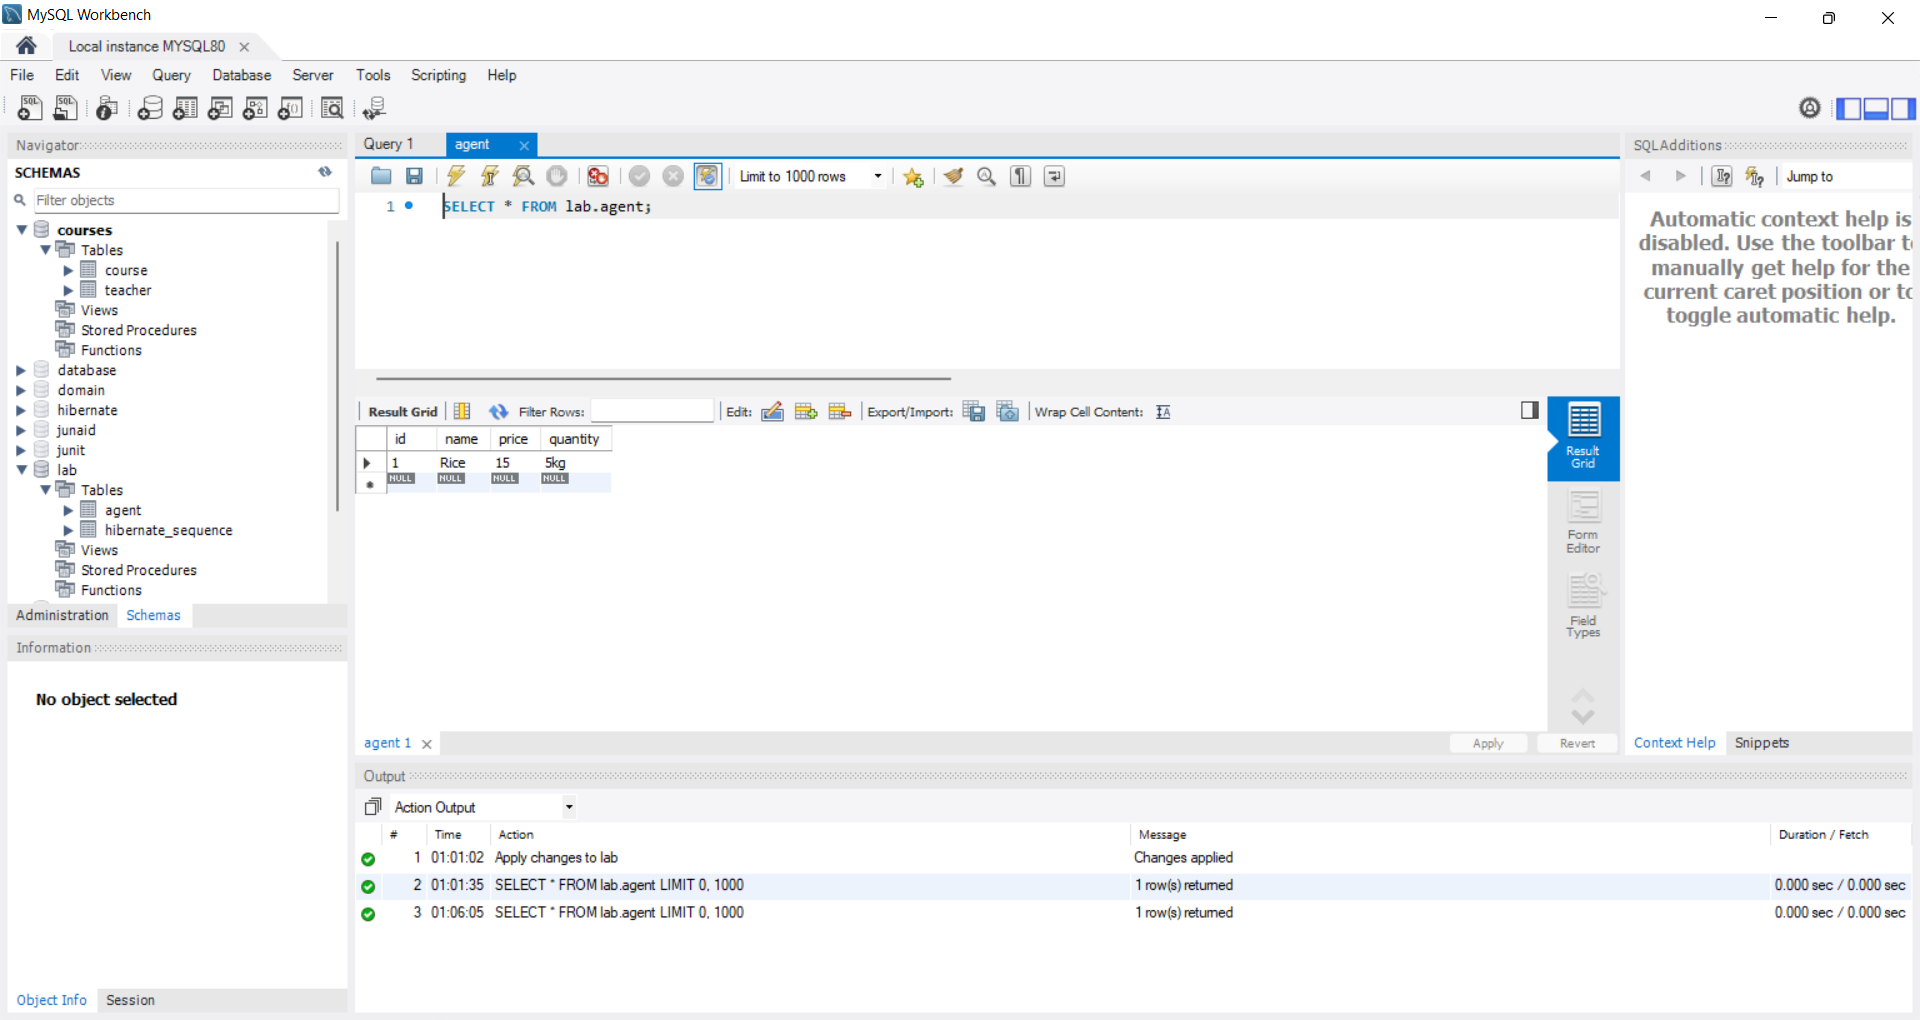 MySQL Workbench
Local instance MYSQL80
File Edit View Query Database Server Tools Scripting Help
Navigator
SCHEMAS
Filter objects
courses
Tables
course
teacher
Views
Stored Procedures
Functions
database
domain
hibernate
junaid
junit
lab
Tables
agent
hibernate_sequence
Views
Stored Procedures
Functions
Administration Schemas
Information
No object selected
Object Info Session
Query 1 agent
Limit to 1000 rows
1 SELECT * FROM lab.agent;
Result Grid Filter Rows: Edit: Export/Import: Wrap Cell Content:
id name price quantity
1 Rice 15 5kg
NULL NULL NULL NULL
Result
Grid
Form
Editor
Field
Types
agent 1 Apply Revert
SQLAdditions
Jump to
Automatic context help is
disabled. Use the toolbar t
manually get help for the
current caret position or to
toggle automatic help.
Context Help Snippets
Output
Action Output
# Time Action Message Duration / Fetch
1 01:01:02 Apply changes to lab Changes applied
2 01:01:35 SELECT * FROM lab.agent LIMIT 0, 1000 1 row(s) returned 0.000 sec / 0.000 sec
3 01:06:05 SELECT * FROM lab.agent LIMIT 0, 1000 1 row(s) returned 0.000 sec / 0.000 sec